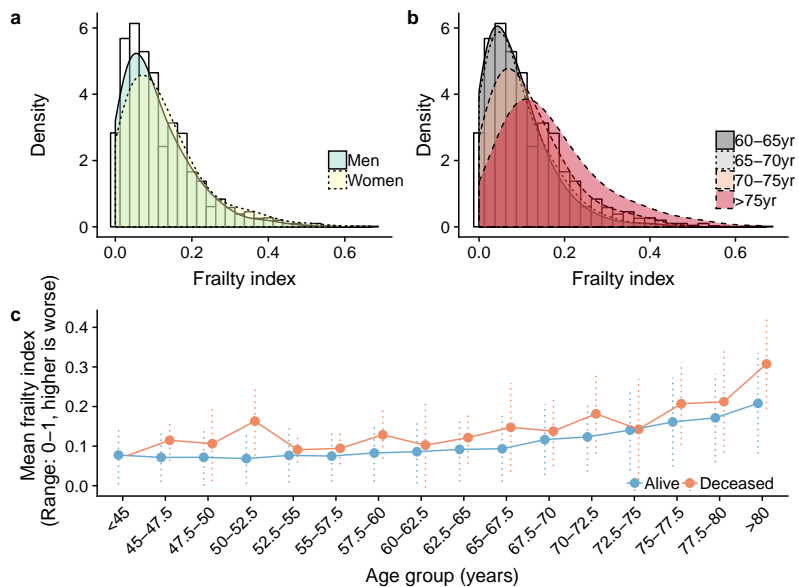 a
6
4
2
0
Density
0.0 0.2 0.4 0.6
Frailty index
Men
Women
b
6
4
2
0
Density
0.0 0.2 0.4 0.6
Frailty index
60−65yr
65−70yr
70−75yr
>75yr
c
Mean frailty index
(Range: 0−1, higher is worse)
0.4
0.3
0.2
0.1
0.0
Alive Deceased
<45 45−47.5 47.5−50 50−52.5 52.5−55 55−57.5 57.5−60 60−62.5 62.5−65 65−67.5 67.5−70 70−72.5 72.5−75 75−77.5 77.5−80 >80
Age group (years)